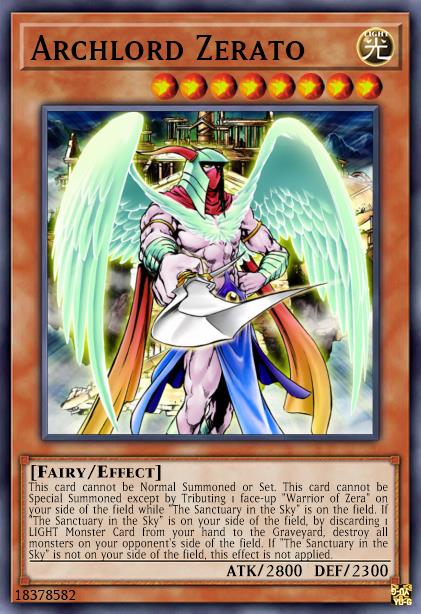 Archlord Zerato
LIGHT
光
[Fairy/Effect]
This card cannot be Normal Summoned or Set. This card cannot be
Special Summoned except by Tributing 1 face-up "Warrior of Zera" on
your side of the field while "The Sanctuary in the Sky" is on the field. If
"The Sanctuary in the Sky" is on your side of the field, by discarding 1
LIGHT Monster Card from your hand to the Graveyard, destroy all
monsters on your opponent's side of the field. If "The Sanctuary in the
Sky" is not on your side of the field, this effect is not applied.
ATK/2800 DEF/2300
18378582